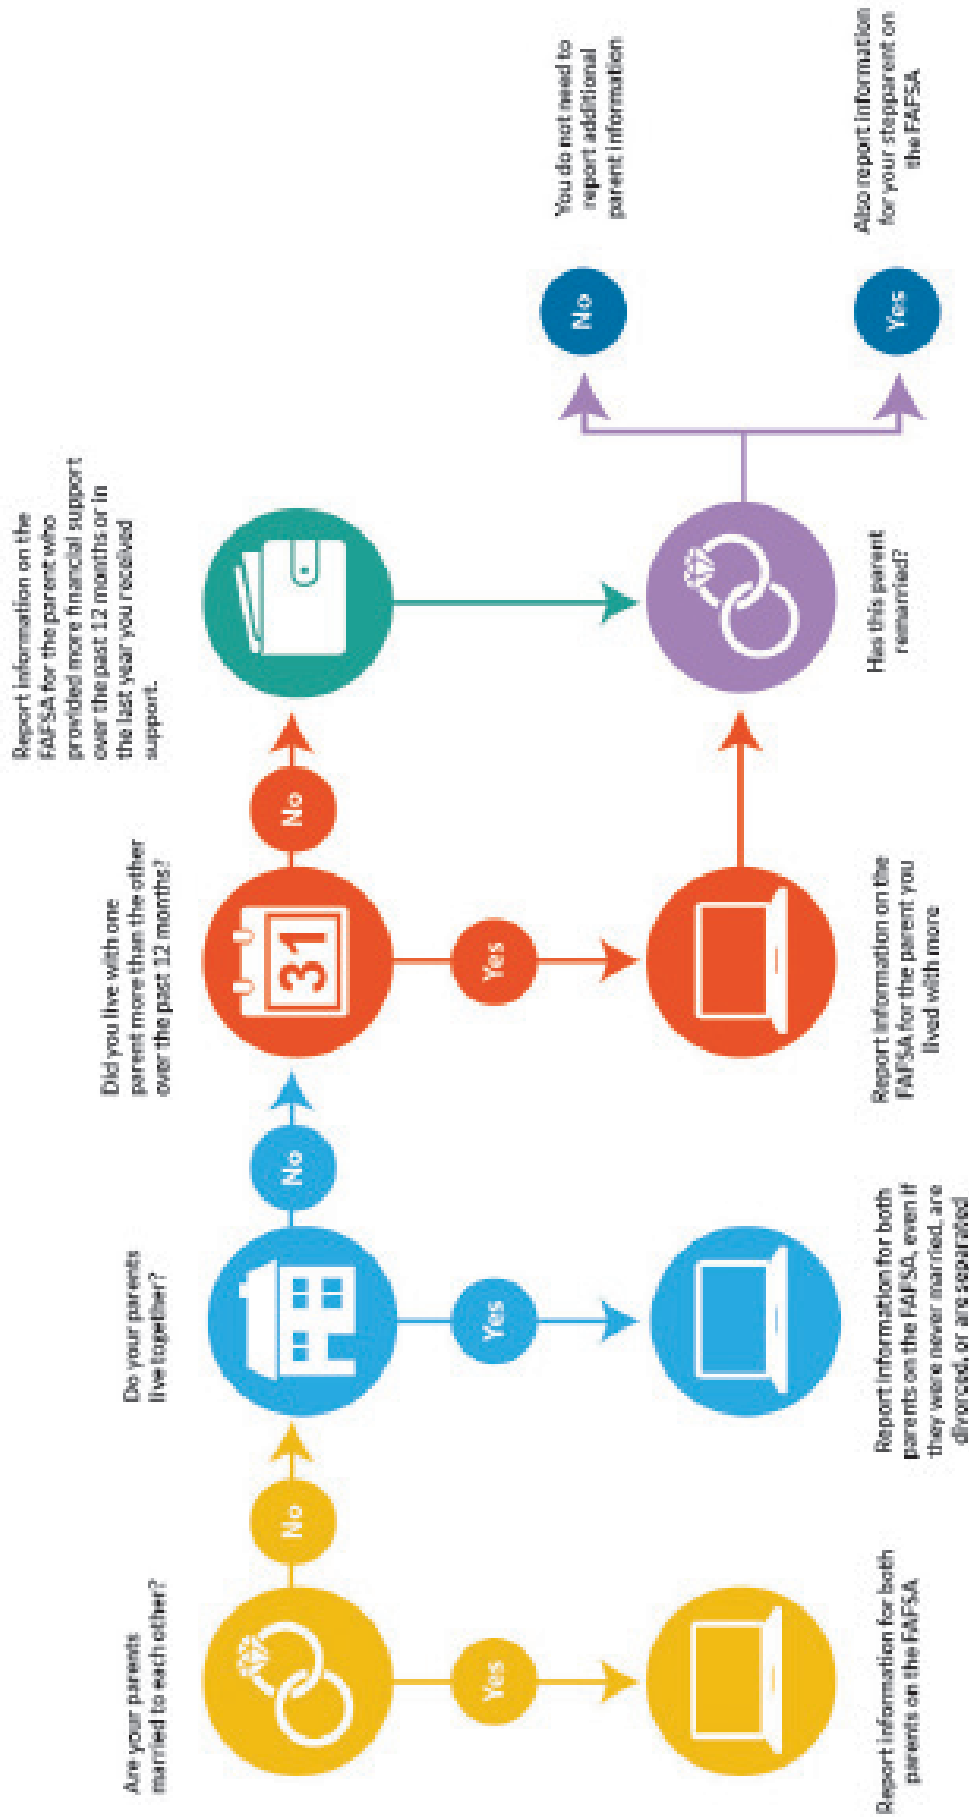 Are your parents
married to each other?
No
Yes
Report information for both
parents on the FAFSA
Do your parents
live together?
No
Yes
Report information for both
parents on the FAFSA, even if
they were never married, are
divorced, or are separated
Did you live with one
parent more than the other
over the past 12 months?
31
No
Yes
Report information on the
FAFSA for the parent you
lived with more
Report information on the
FAFSA for the parent who
provided more financial support
over the past 12 months or in
the last year you received
support.
Has this parent
remarried?
No
You do not need to
report additional
parent information
Yes
Also report information
for your stepparent on
the FAFSA